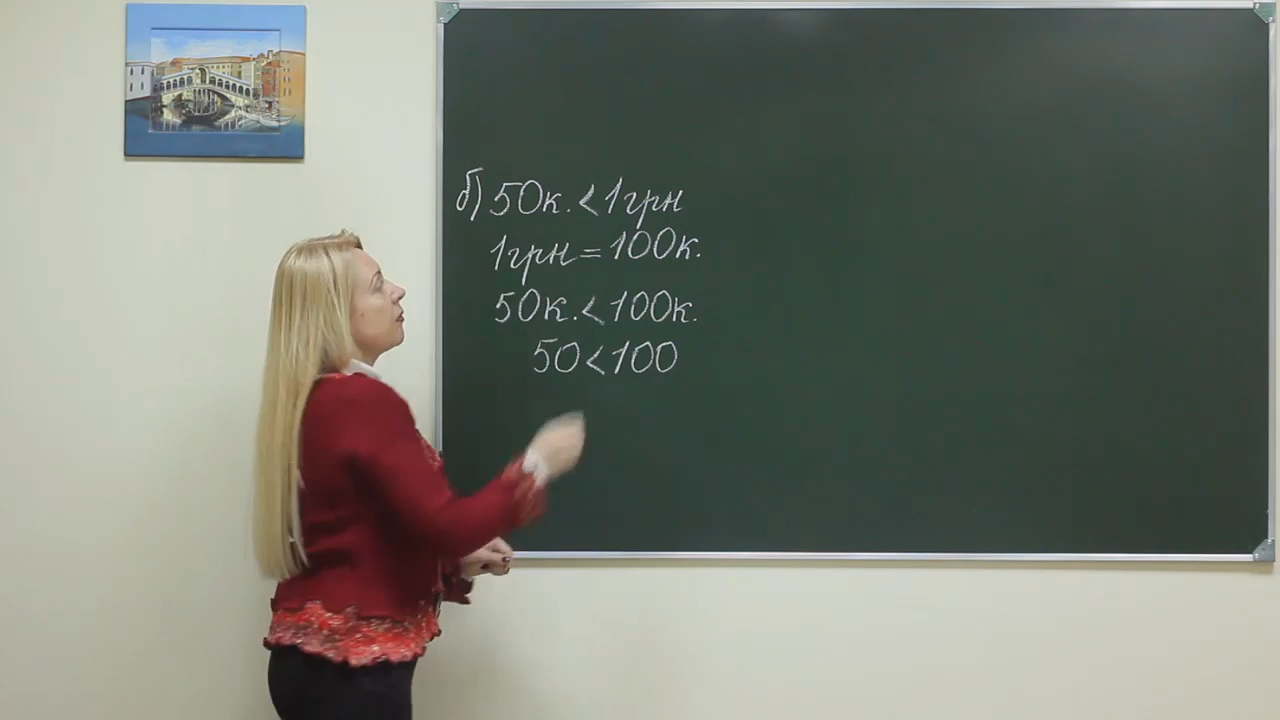 б) 50к. < 1грн
1грн = 100к.
50к. < 100к.
50 < 100